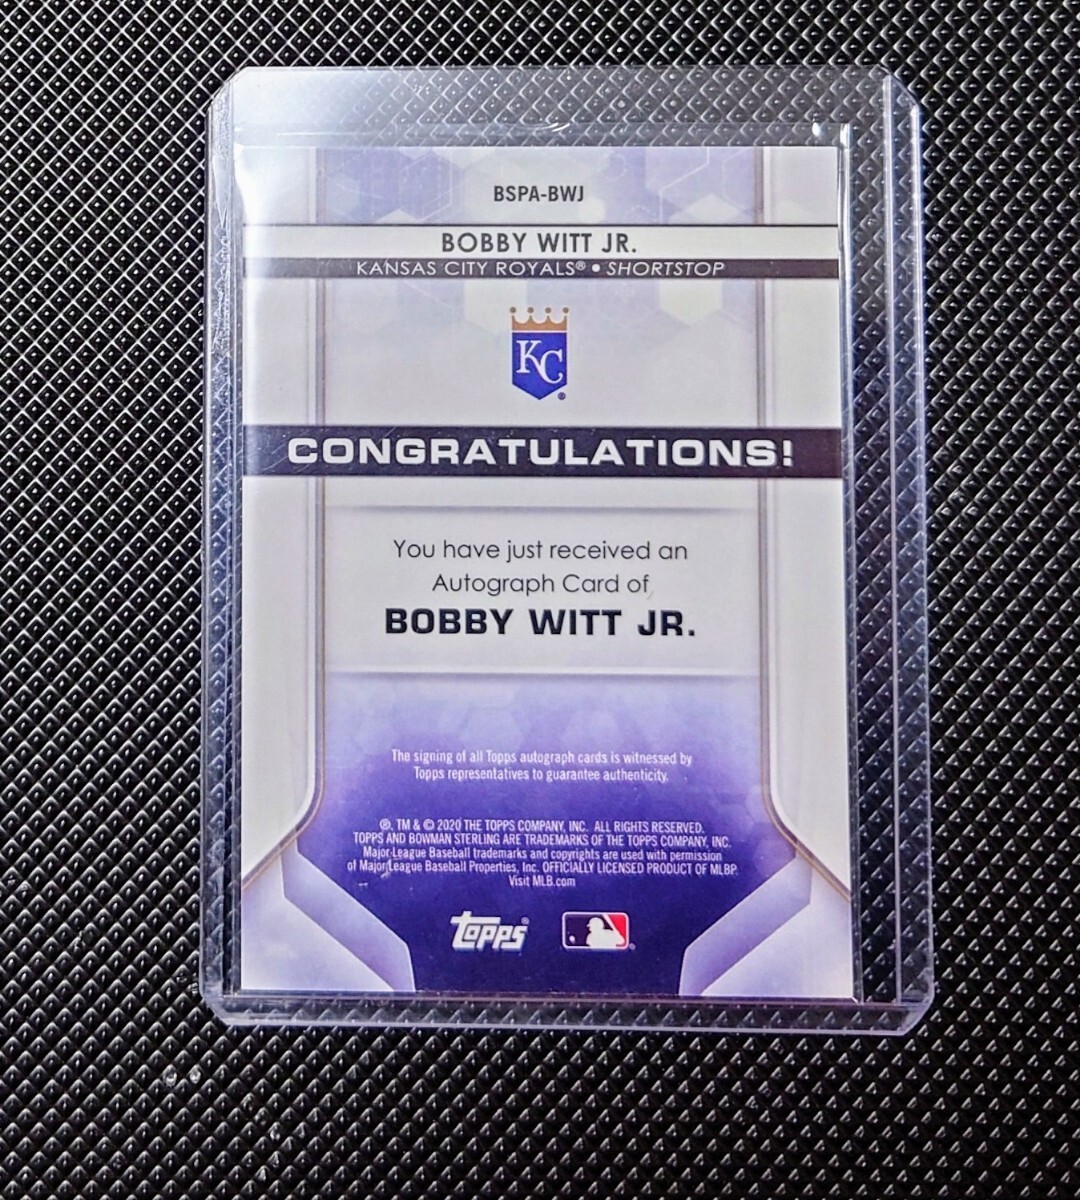 BSPA-BWJ
BOBBY WITT JR.
KANSAS CITY ROYALS® • SHORTSTOP
KC®
CONGRATULATIONS!
You have just received an
Autograph Card of
BOBBY WITT JR.
The signing of all Topps autograph cards is witnessed by
Topps representatives to guarantee authenticity.
®, TM & © 2020 THE TOPPS COMPANY, INC. ALL RIGHTS RESERVED.
TOPPS AND BOWMAN STERLING ARE TRADEMARKS OF THE TOPPS COMPANY, INC.
Major League Baseball trademarks and copyrights are used with permission
of Major League Baseball Properties, Inc. OFFICIALLY LICENSED PRODUCT OF MLBP.
Visit MLB.com
topps®